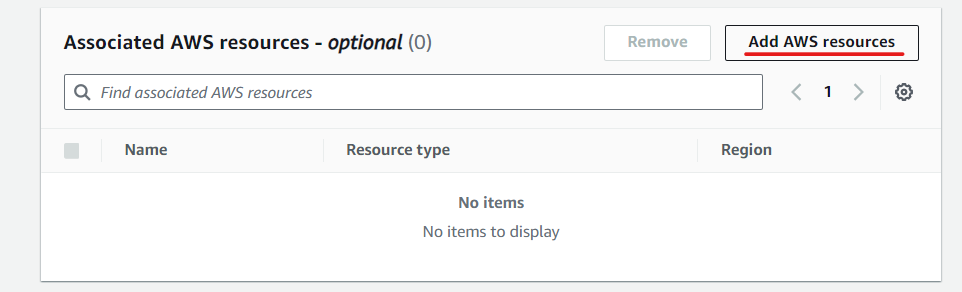 Associated AWS resources - optional (0)
Remove
Add AWS resources
Find associated AWS resources
1
Name
Resource type
Region
No items
No items to display